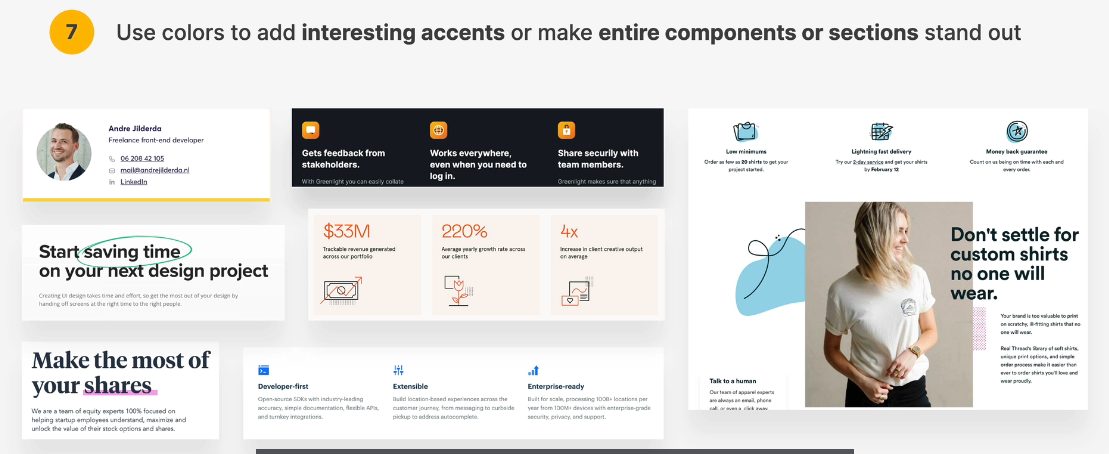 7
Use colors to add interesting accents or make entire components or sections stand out
Andre Jilderda
Freelance front-end developer
06 208 42 105
mail@andrejilderda.nl
in LinkedIn
Gets feedback from
stakeholders.
With Greenlight you can easily collate
Works everywhere,
even when you need to
log in.
Share securily with
team members.
Greenlight makes sure that anything
Low minimums
Order as few as 20 shirts to get your
project started.
Lightning fast delivery
Try our 2-day service and get your shirts
by February 12
Money back guarantee
Count on us being on time with each and
every order.
Start saving time
on your next design project
Creating UI design takes time and effort, so get the most out of your design by
handing off screens at the right time to the right people.
$33M
Trackable revenue generated
across our portfolio
220%
Average yearly growth rate across
our clients
4x
Increase in client creative output
on average
Don't settle for
custom shirts
no one will
wear.
Your brand is too valuable to print
on scratchy, ill-fitting shirts that no
one will wear.
Real Thread's library of soft shirts,
unique print options, and simple
order process make it easier than
ever to order shirts you'll love and
wear proudly.
Talk to a human
Our team of apparel experts
are always an email, phone
call, or even a click away
Make the most of
your shares
We are a team of equity experts 100% focused on
helping startup employees understand, maximize and
unlock the value of their stock options and shares.
Developer-first
Open-source SDKs with industry-leading
accuracy, simple documentation, flexible APIs,
and turnkey integrations.
Extensible
Build location-based experiences across the
customer journey, from messaging to curbside
pickup to address autocomplete.
Enterprise-ready
Built for scale, processing 100B+ locations per
year from 100M+ devices with enterprise-grade
security, privacy, and support.